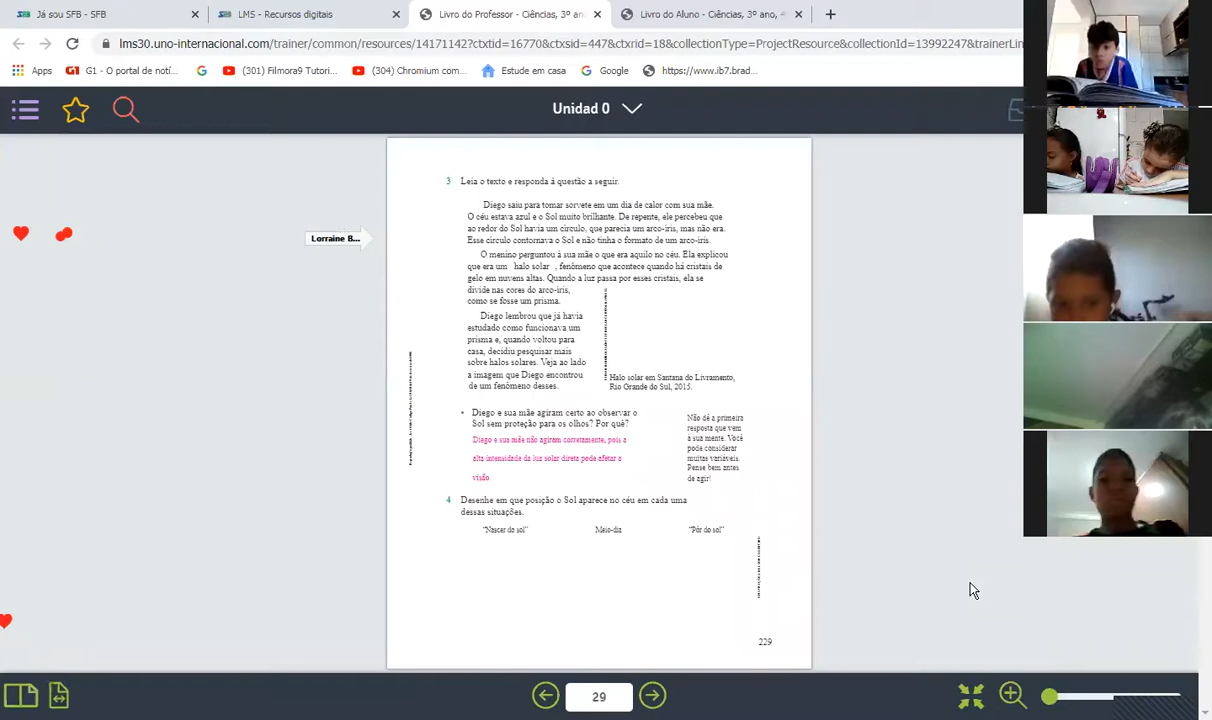 Já sou SFB - SFB
LMS - Recursos digitais
Livro do Professor - Ciências, 3º ano
Livro do Aluno - Ciências, 3º ano, 4
lms30.uno-internacional.com/trainer/common/resources/14171142?ctxtid=16770&ctxsid=447&ctxrid=18&collectionType=ProjectResource&collectionId=13992247&trainerLin
Apps
G1 - O portal de notí...
(301) Filmora9 Tutori...
(304) Chromium com...
Estude em casa
Google
https://www.ib7.brad...
Unidad 0
3 Leia o texto e responda à questão a seguir.
Diego saiu para tomar sorvete em um dia de calor com sua mãe.
O céu estava azul e o Sol muito brilhante. De repente, ele percebeu que
ao redor do Sol havia um círculo, que parecia um arco-íris, mas não era.
Esse círculo contornava o Sol e não tinha o formato de um arco-íris.
O menino perguntou à sua mãe o que era aquilo no céu. Ela explicou
que era um halo solar , fenômeno que acontece quando há cristais de
gelo em nuvens altas. Quando a luz passa por esses cristais, ela se
divide nas cores do arco-íris,
como se fosse um prisma.
Diego lembrou que já havia
estudado como funcionava um
prisma e, quando voltou para
casa, decidiu pesquisar mais
sobre halos solares. Veja ao lado
a imagem que Diego encontrou
de um fenômeno desses.
Halo solar em Santana do Livramento,
Rio Grande do Sul, 2015.
Lorraine B...
• Diego e sua mãe agiram certo ao observar o
Sol sem proteção para os olhos? Por quê?
Diego e sua mãe não agiram corretamente, pois a
alta intensidade da luz solar direta pode afetar a
visão
Não dê a primeira
resposta que vem
à sua mente. Você
pode considerar
muitas variáveis.
Pense bem antes
de agir!
4 Desenhe em que posição o Sol aparece no céu em cada uma
dessas situações.
"Nascer do sol"
Meio-dia
"Pôr do sol"
229
29